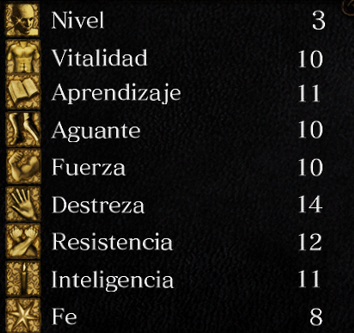 Nivel 3
Vitalidad 10
Aprendizaje 11
Aguante 10
Fuerza 10
Destreza 14
Resistencia 12
Inteligencia 11
Fe 8